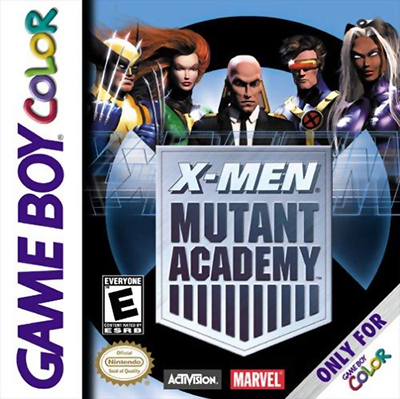 GAME BOY COLOR
X-MEN
MUTANT
ACADEMY
EVERYONE
E
CONTENT RATED BY
ESRB
Official
Nintendo
Seal of Quality
ACTIVISION.
MARVEL
ONLY FOR
GAME BOY
COLOR